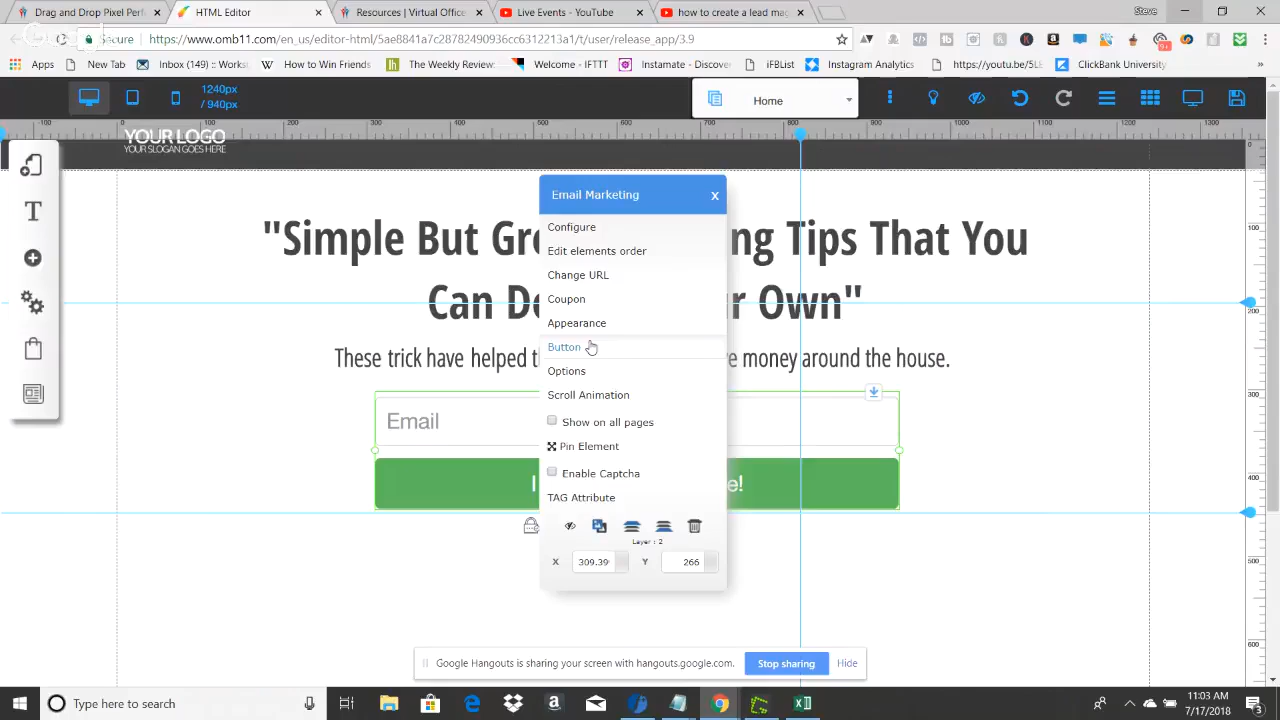 Drag and Drop Pixel Perf
HTML Editor
Resources | Virtual Office
Live Events - YouTube
how to create a lead mag
Steve
Secure
https://www.omb11.com/en_us/editor-html/5ae8841a7c28782490936cc6312213a1/t/user/release_app/3.9
Apps
New Tab
Inbox (149) :: Works
How to Win Friends
The Weekly Review:
Welcome - IFTTT
Instamate - Discover
iFBList
Instagram Analytics
https://youtu.be/5LE
ClickBank University
1240px
/ 940px
Home
YOUR LOGO
YOUR SLOGAN GOES HERE
Email Marketing
X
Configure
Edit elements order
Change URL
Coupon
Appearance
Button
Options
Scroll Animation
Show on all pages
Pin Element
Enable Captcha
TAG Attribute
Layer : 2
X
309.39
Y
266
"Simple But Gre
ng Tips That You
Can De
ur Own"
These trick have helped t
e money around the house.
Email
I
e!
Google Hangouts is sharing your screen with hangouts.google.com.
Stop sharing
Hide
Type here to search
11:03 AM
7/17/2018